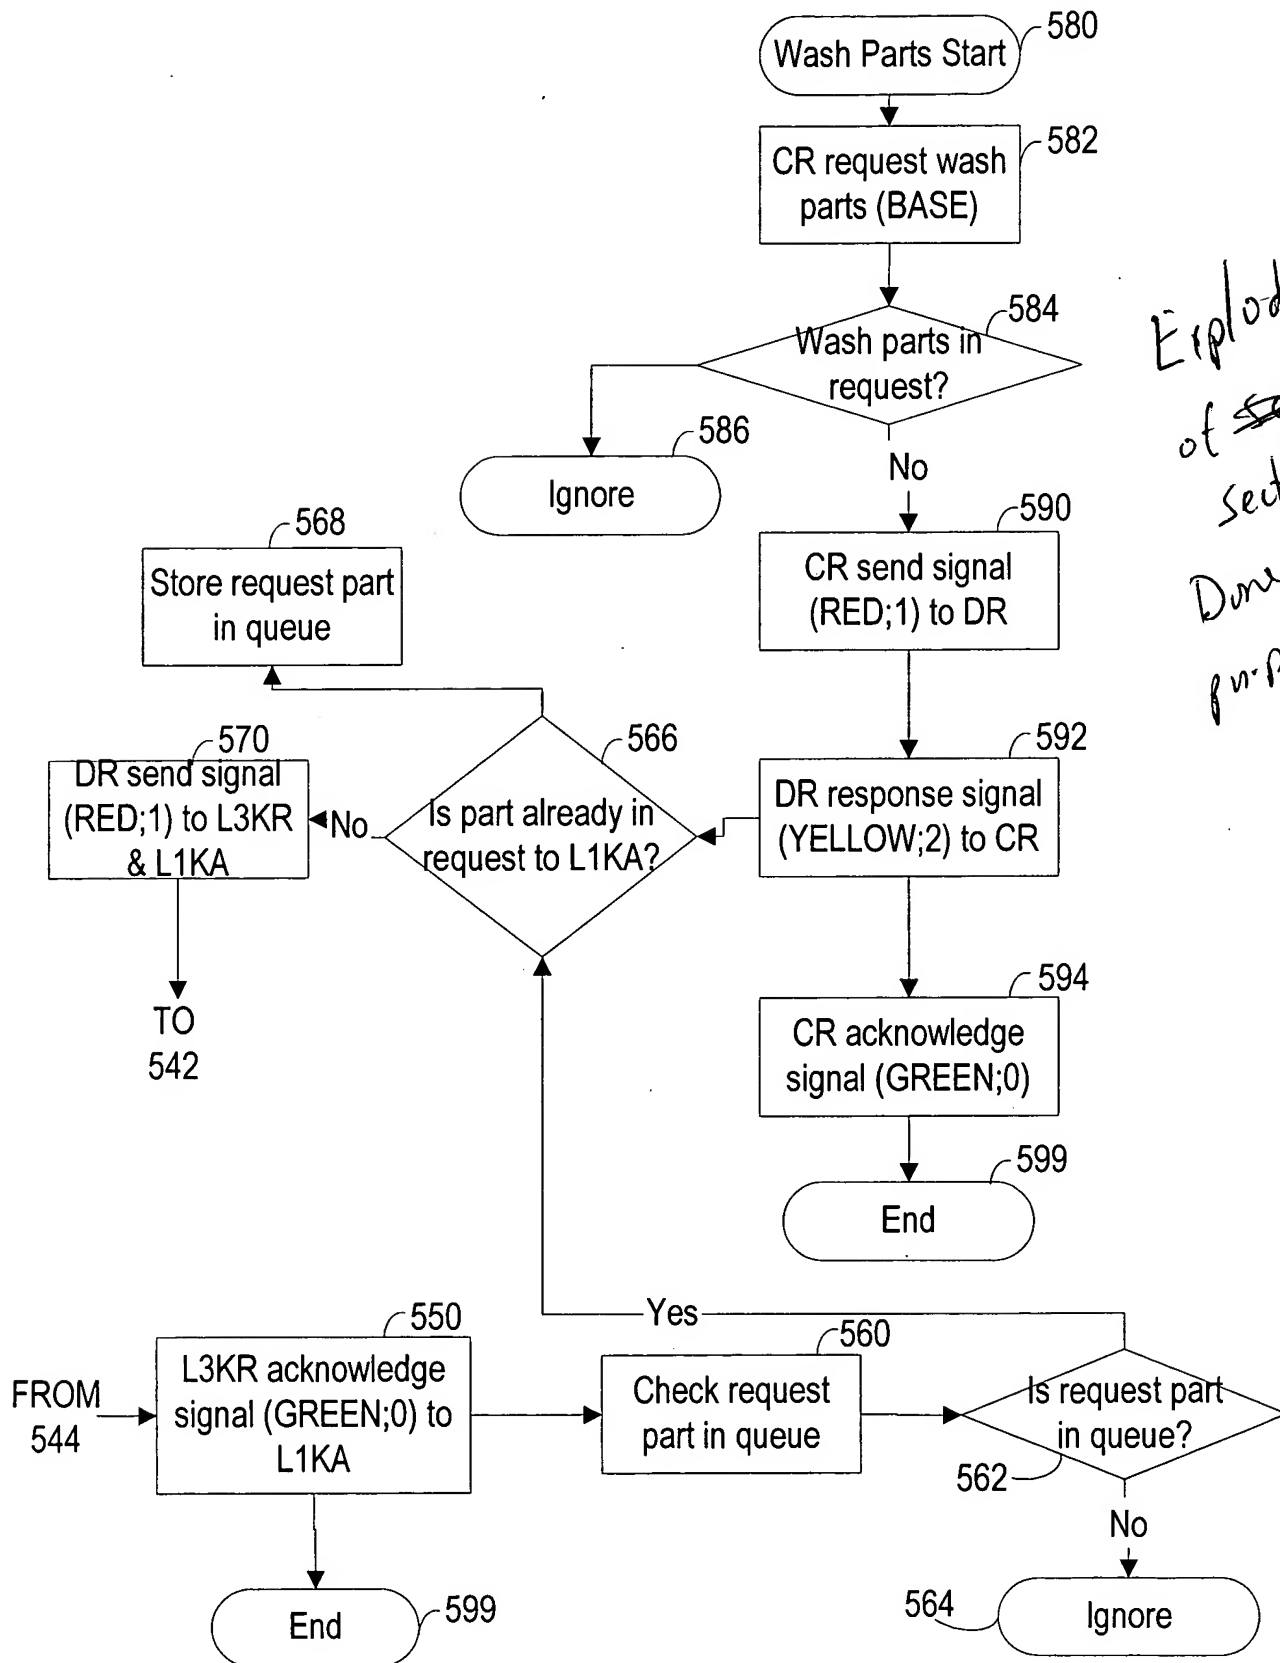 580
Wash Parts Start
582
CR request wash
parts (BASE)
584
Wash parts in
request?
586
Ignore
No
of
568
Store request part
in queue
590
CR send signal
(RED;1) to DR
570
DR send signal
(RED;1) to L3KR
& L1KA
No
566
Is part already in
request to L1KA?
592
DR response signal
(YELLOW;2) to CR
TO
542
594
CR acknowledge
signal (GREEN;0)
599
End
Yes
FROM
544
550
L3KR acknowledge
signal (GREEN;0) to
L1KA
560
Check request
part in queue
Is request part
in queue?
562
No
599
End
564
Ignore